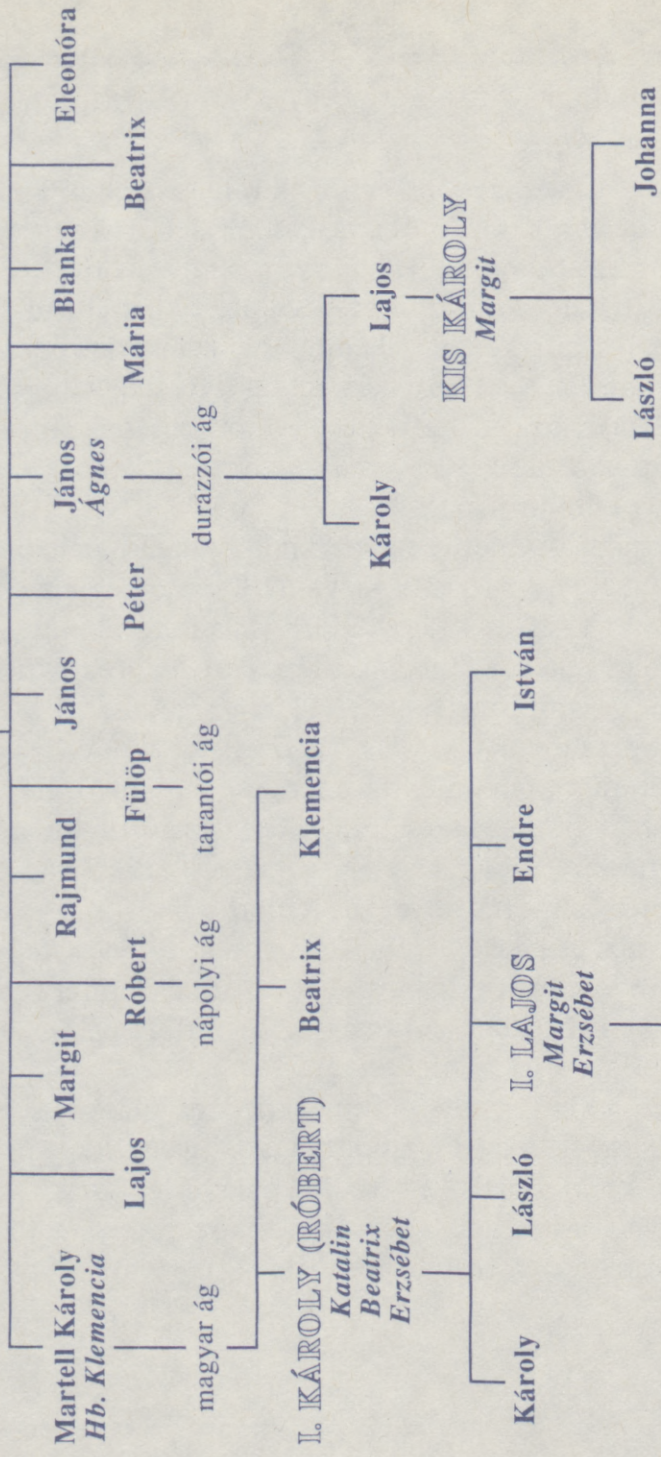 Martell Károly
Hb. Klemencia
Margit
Rajmund
János
János
Ágnes
Blanka
Eleonóra
Lajos
Róbert
Fülöp
Péter
Mária
Beatrix
magyar ág
nápolyi ág
tarantói ág
durazzói ág
I. KÁROLY (RÓBERT)
Katalin
Beatrix
Erzsébet
Beatrix
Klemencia
Károly
Lajos
KIS KÁROLY
Margit
Károly
László
I. LAJOS
Margit
Erzsébet
Endre
István
László
Johanna